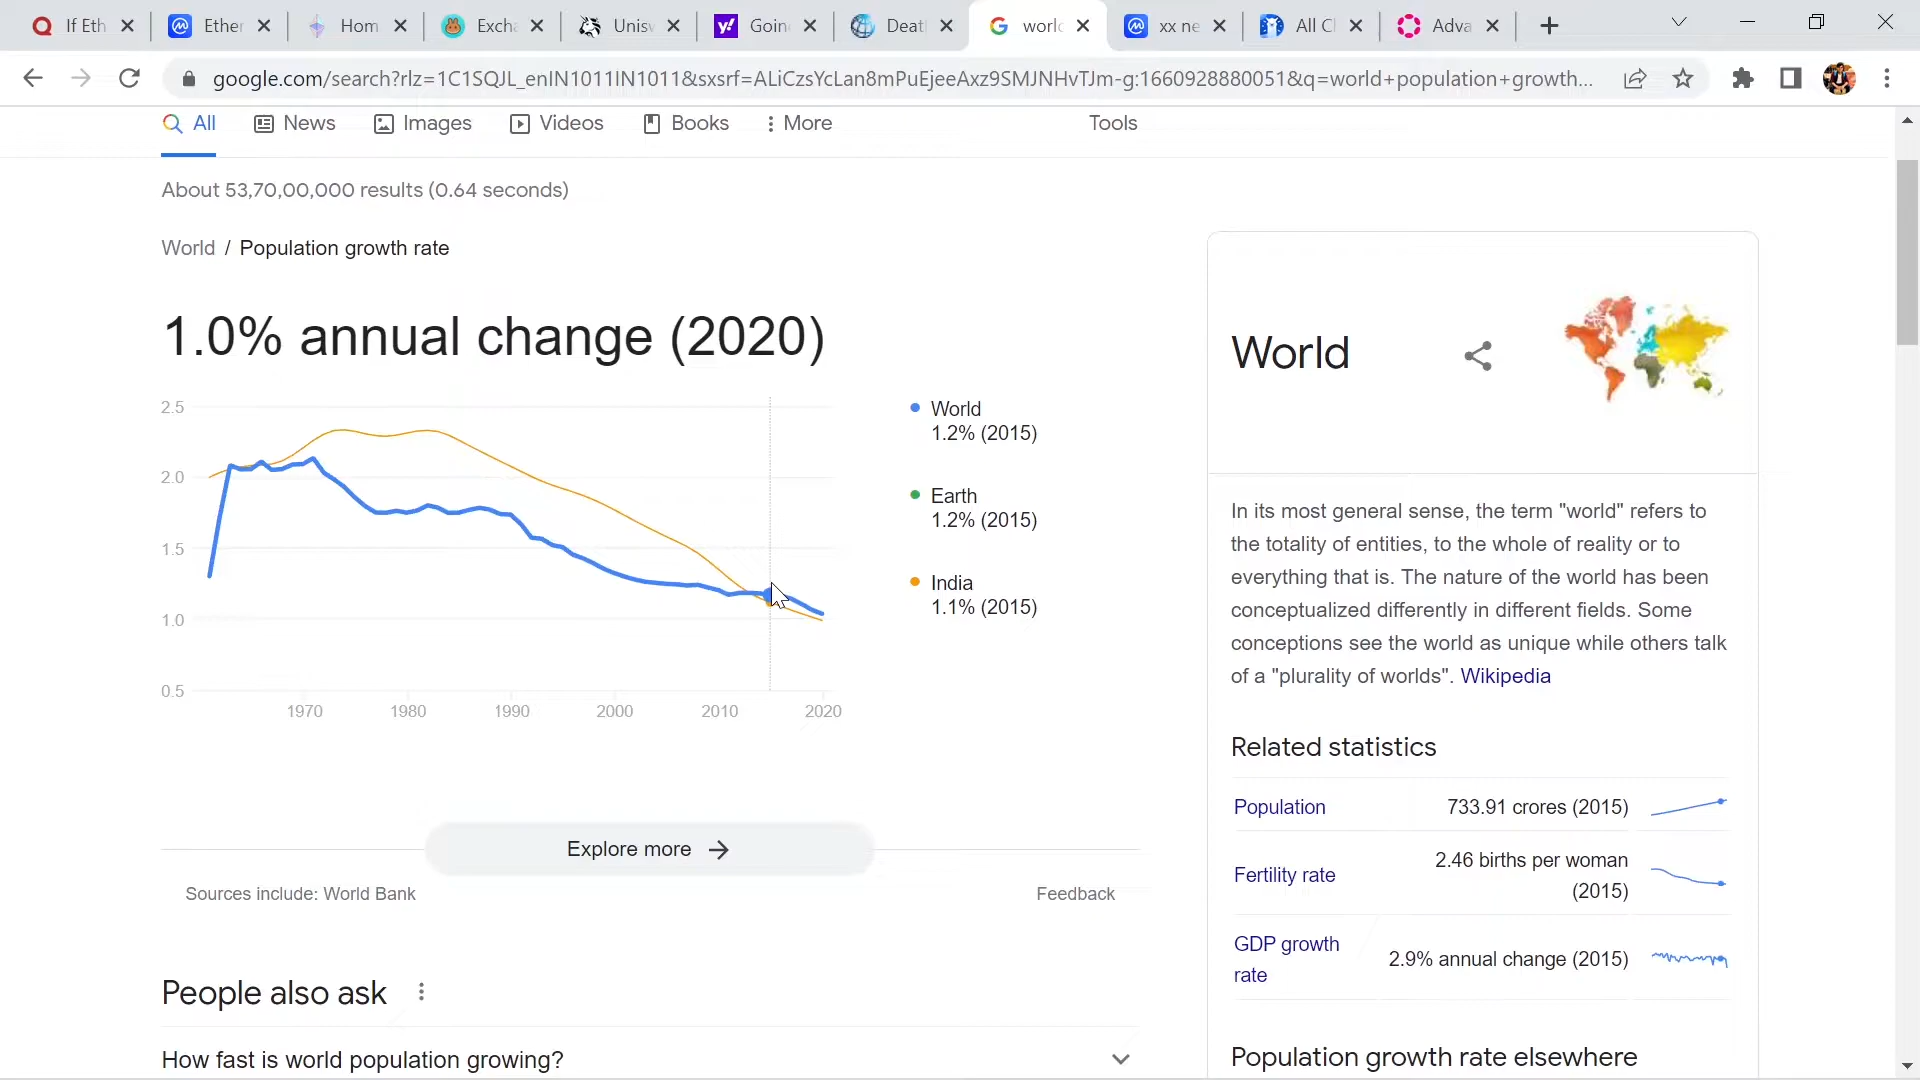 If Eth
Ether
Hom
Excha
Unisw
Goin
Deat
worlc
xx ne
All Cl
Adva
google.com/search?rlz=1C1SQJL_enIN1011IN1011&sxsrf=ALiCzsYcLan8mPuEjeeAxz9SMJNHvTJm-g:1660928880051&q=world+population+growth...
All
News
Images
Videos
Books
More
Tools
About 53,70,00,000 results (0.64 seconds)
World / Population growth rate
1.0% annual change (2020)
2.5
2.0
1.5
1.0
0.5
1970
1980
1990
2000
2010
2020
World
1.2% (2015)
Earth
1.2% (2015)
India
1.1% (2015)
Explore more
Sources include: World Bank
Feedback
People also ask
How fast is world population growing?
World
In its most general sense, the term "world" refers to
the totality of entities, to the whole of reality or to
everything that is. The nature of the world has been
conceptualized differently in different fields. Some
conceptions see the world as unique while others talk
of a "plurality of worlds". Wikipedia
Related statistics
Population 733.91 crores (2015)
Fertility rate 2.46 births per woman
(2015)
GDP growth
rate 2.9% annual change (2015)
Population growth rate elsewhere